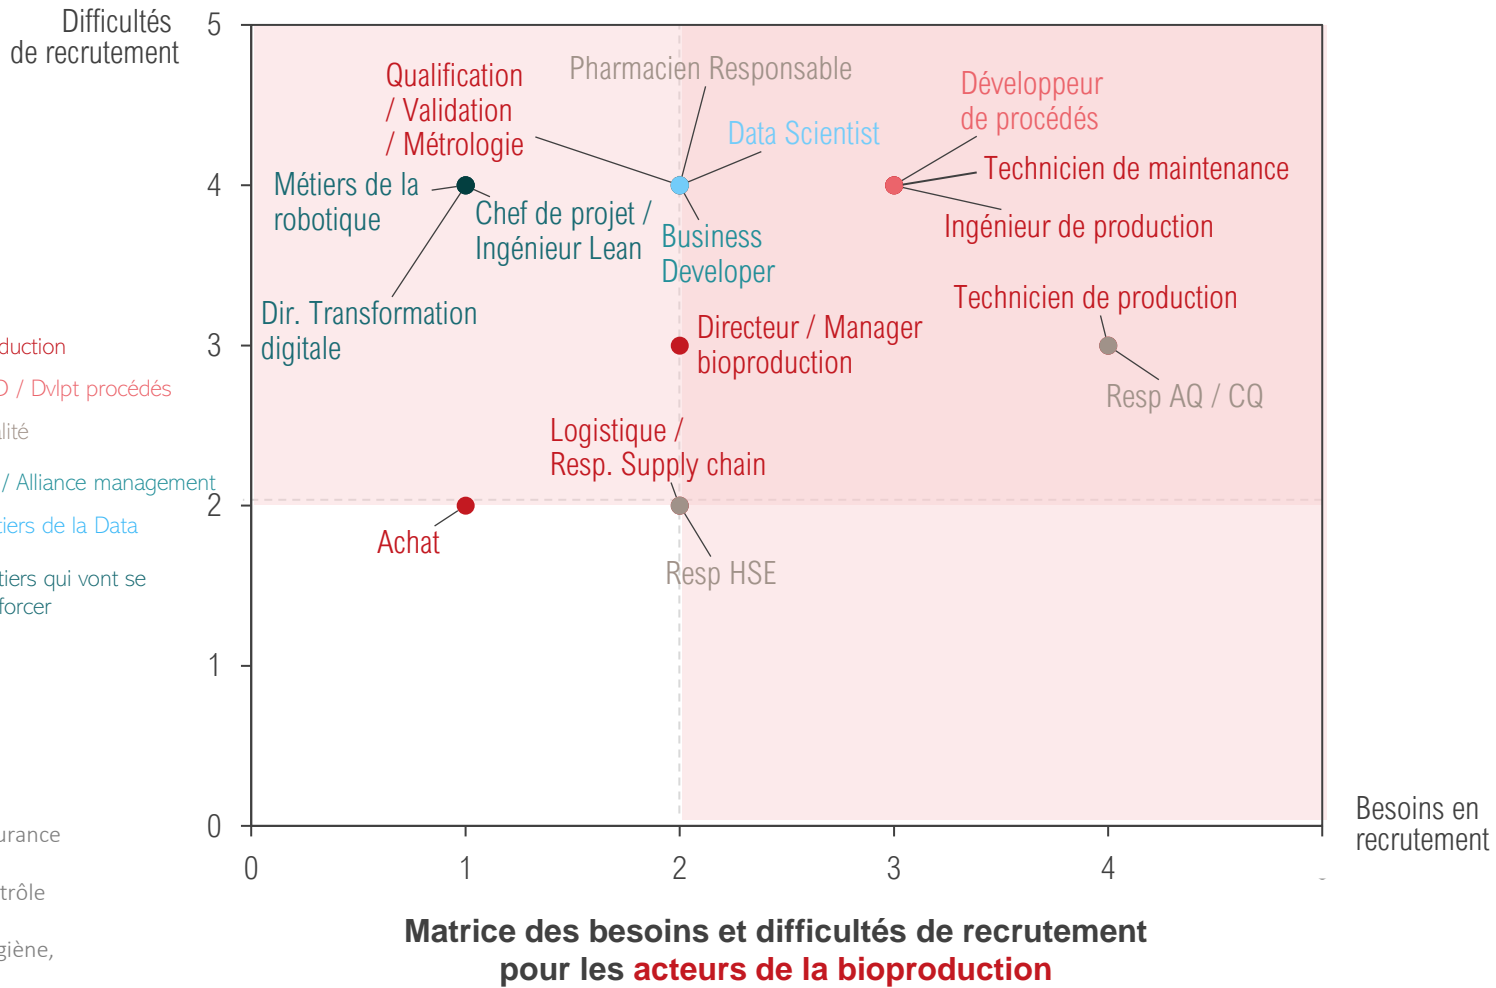 Difficultés
de recrutement
5
4
3
2
1
0
Qualification
/ Validation
/ Métrologie
Pharmacien Responsable
Data Scientist
Développeur
de procédés
Technicien de maintenance
Ingénieur de production
Métiers de la
robotique
Chef de projet /
Ingénieur Lean
Business
Developer
Dir. Transformation
digitale
Technicien de production
Directeur / Manager
bioproduction
Resp AQ / CQ
Logistique /
Resp. Supply chain
Achat
Resp HSE
duction
D / Dvlpt procédés
lité
/ Alliance management
tiers de la Data
tiers qui vont se
forcer
urance
trôle
giène,
0
1
2
3
4
Besoins en
recrutement
Matrice des besoins et difficultés de recrutement
pour les acteurs de la bioproduction